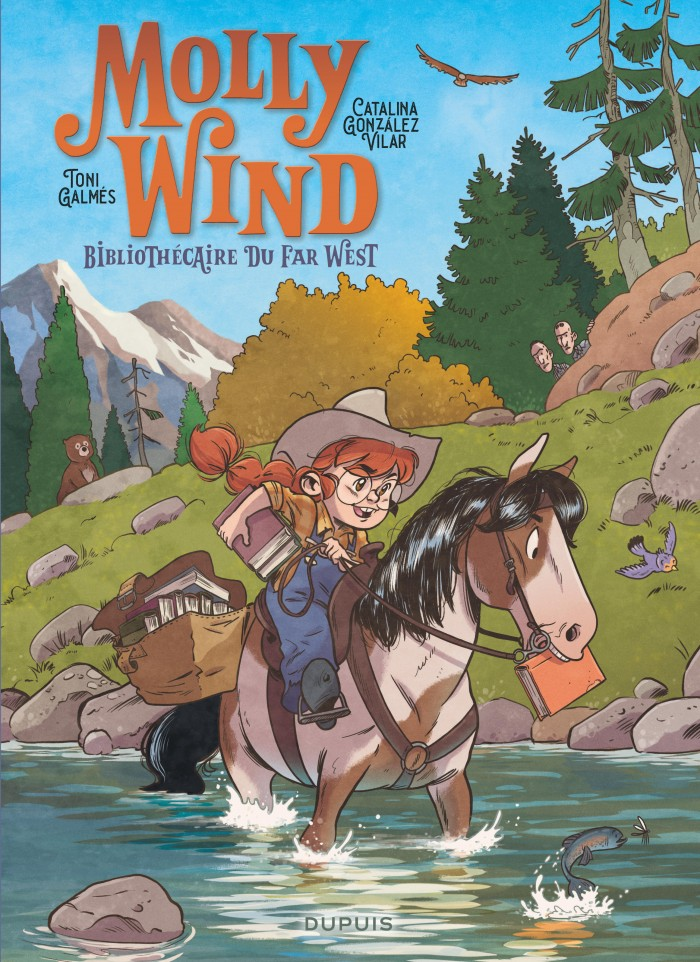 Molly
Wind
Catalina
González
Vilar
Toni
Galmés
Bibliothécaire du Far West
DUPUIS